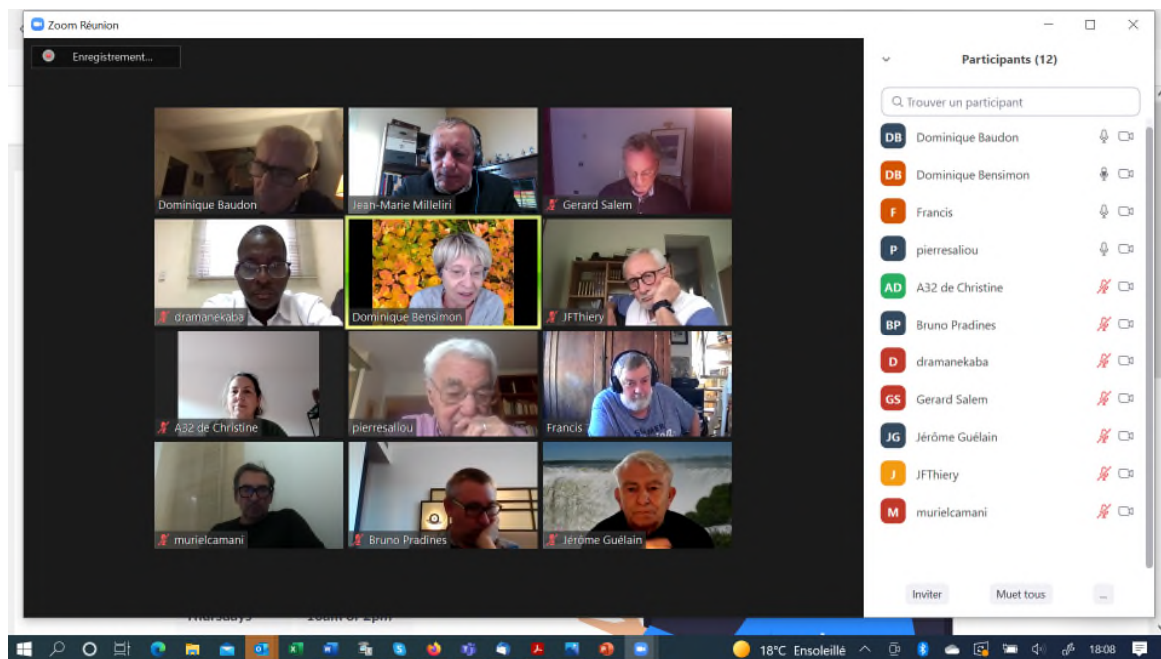 Zoom Réunion
Enregistrement...
Dominique Baudon
Jean-Marie Milleliri
Gerard Salem
dramanekaba
Dominique Bensimon
JFThiery
A32 de Christine
pierresaliou
Francis
murielcamani
Bruno Pradines
Jérôme Guélain
Participants (12)
Trouver un participant
DB Dominique Baudon
DB Dominique Bensimon
F Francis
P pierresaliou
AD A32 de Christine
BP Bruno Pradines
D dramanekaba
GS Gerard Salem
JG Jérôme Guélain
J JFThiery
M murielcamani
Inviter Muet tous ...
18°C Ensoleillé 18:08